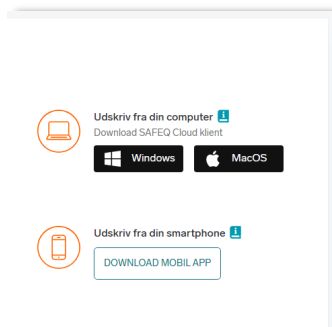 Udskriv fra din computer
Download SAFEQ Cloud klient
Windows
MacOS
Udskriv fra din smartphone
DOWNLOAD MOBIL APP